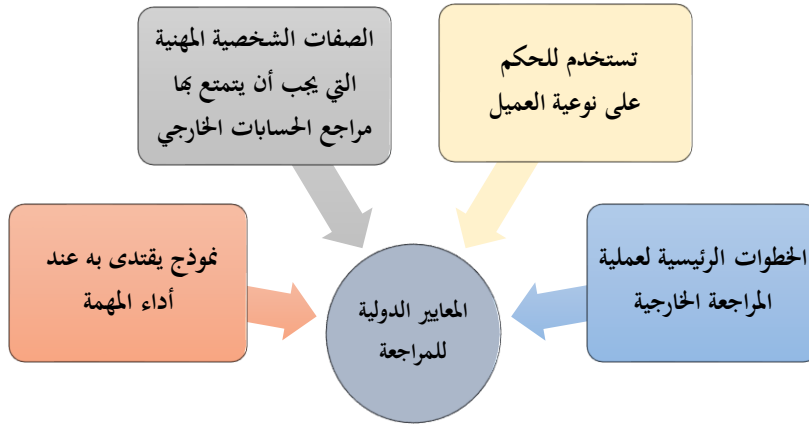 تستخدم للحكم
على نوعية العميل
الصفات الشخصية المهنية
التي يجب أن يتمتع بها
مراجع الحسابات الخارجي
الخطوات الرئيسية لعملية
المراجعة الخارجية
نموذج يقتدى به عند
أداء المهمة
المعايير الدولية
للمراجعة